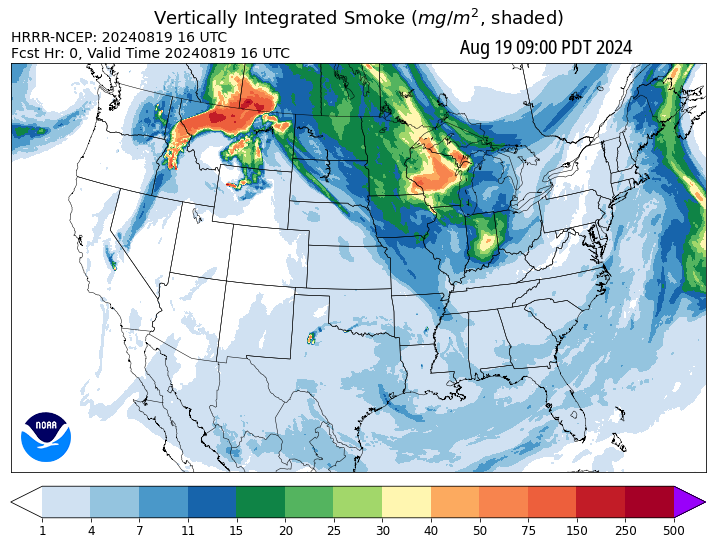 Vertically Integrated Smoke (mg/m², shaded)
HRRR-NCEP: 20240819 16 UTC
Fcst Hr: 0, Valid Time 20240819 16 UTC
Aug 19 09:00 PDT 2024
NOAA
1 4 7 11 15 20 25 30 40 50 75 150 250 500